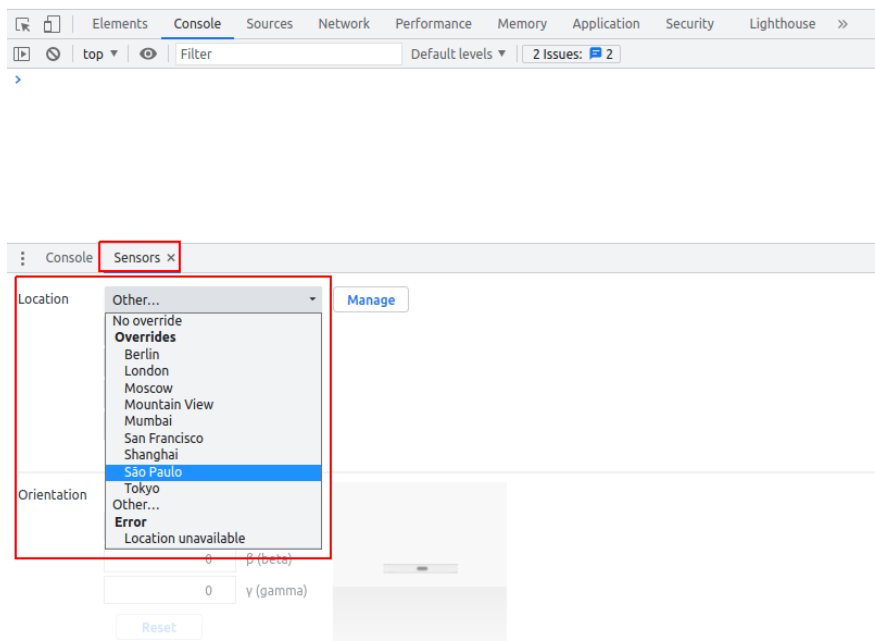 Elements Console Sources Network Performance Memory Application Security Lighthouse »
top ▼ Filter Default levels ▼ 2 Issues: 2
›
⋮ Console Sensors ×
Location Other... Manage
No override
Overrides
Berlin
London
Moscow
Mountain View
Mumbai
San Francisco
Shanghai
São Paulo
Tokyo
Orientation
Other...
Error
Location unavailable
0 β (beta)
0 γ (gamma)
Reset